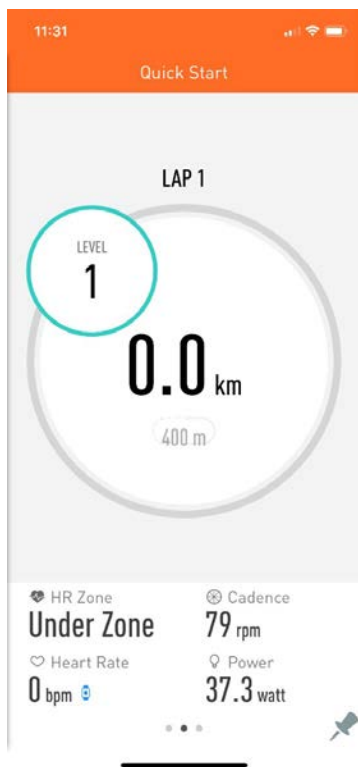 11:31
Quick Start
LAP 1
LEVEL
1
0.0 km
400 m
HR Zone
Under Zone
Cadence
79 rpm
Heart Rate
0 bpm
Power
37.3 watt